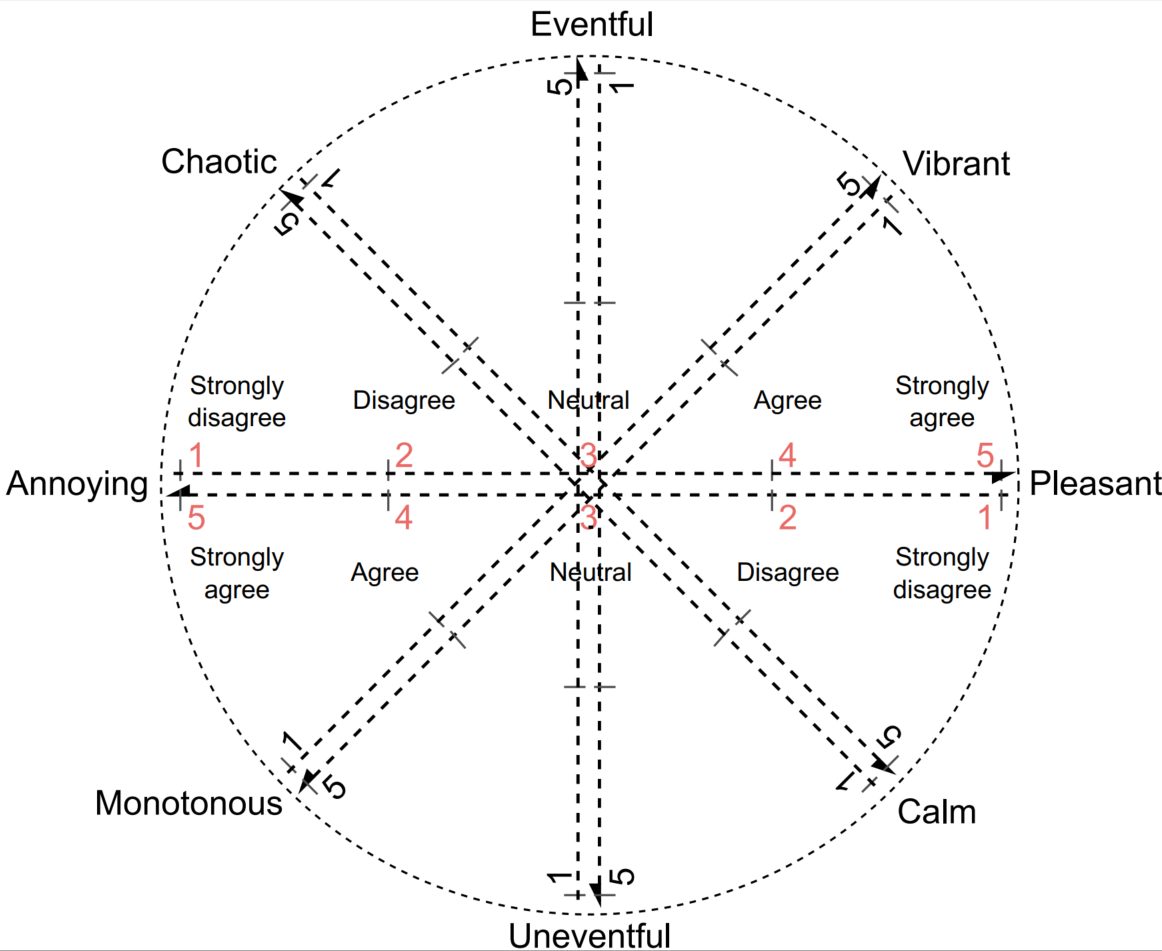 Eventful
5 1
Chaotic
1
5
Vibrant
5
1
Strongly
disagree
Disagree
Neutral
Agree
Strongly
agree
1 2 3 4 5
Annoying
Pleasant
5 4 3 2 1
Strongly
agree
Agree
Neutral
Disagree
Strongly
disagree
1
5
Monotonous
5
1
Calm
1 5
Uneventful